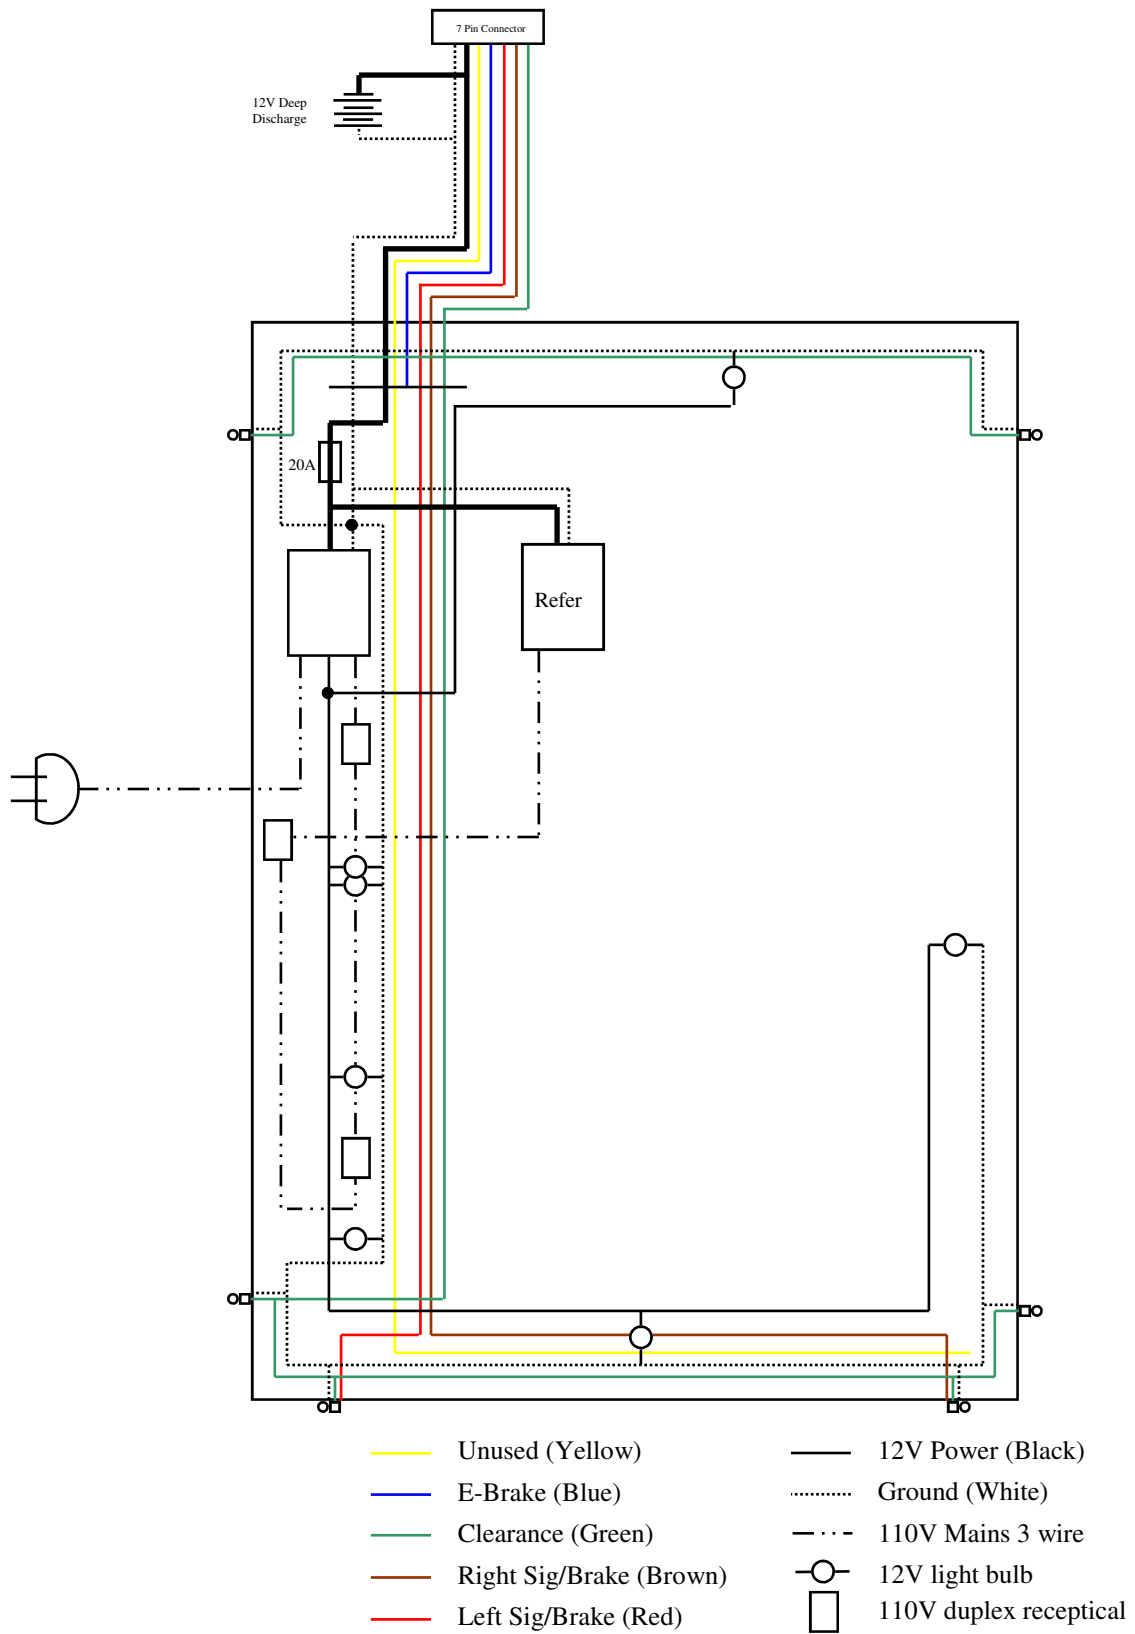 7 Pin Connector
12V Deep
Discharge
20A
Refer
Unused (Yellow)
E-Brake (Blue)
Clearance (Green)
Right Sig/Brake (Brown)
Left Sig/Brake (Red)
12V Power (Black)
Ground (White)
110V Mains 3 wire
12V light bulb
110V duplex receptical